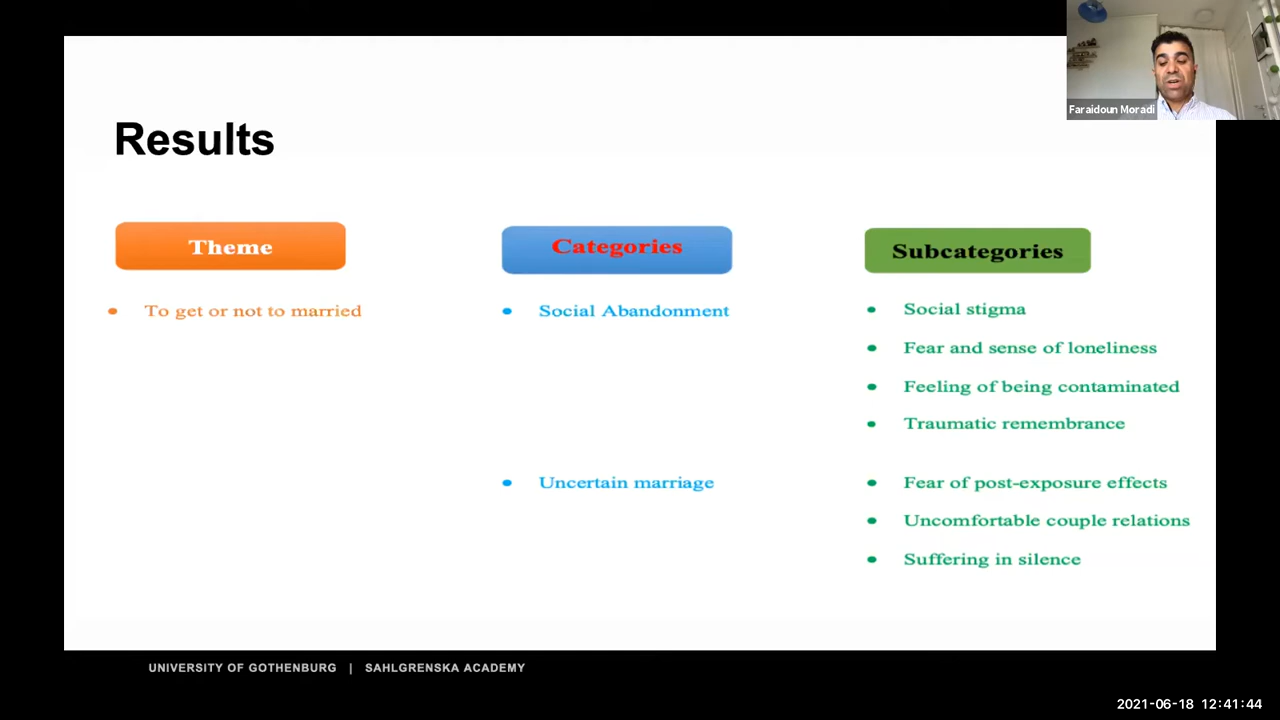 Faraidoun Moradi
Results
Theme
Categories
Subcategories
• To get or not to married
• Social Abandonment
• Social stigma
• Fear and sense of loneliness
• Feeling of being contaminated
• Traumatic remembrance
• Uncertain marriage
• Fear of post-exposure effects
• Uncomfortable couple relations
• Suffering in silence
UNIVERSITY OF GOTHENBURG | SAHLGRENSKA ACADEMY
2021-06-18 12:41:44